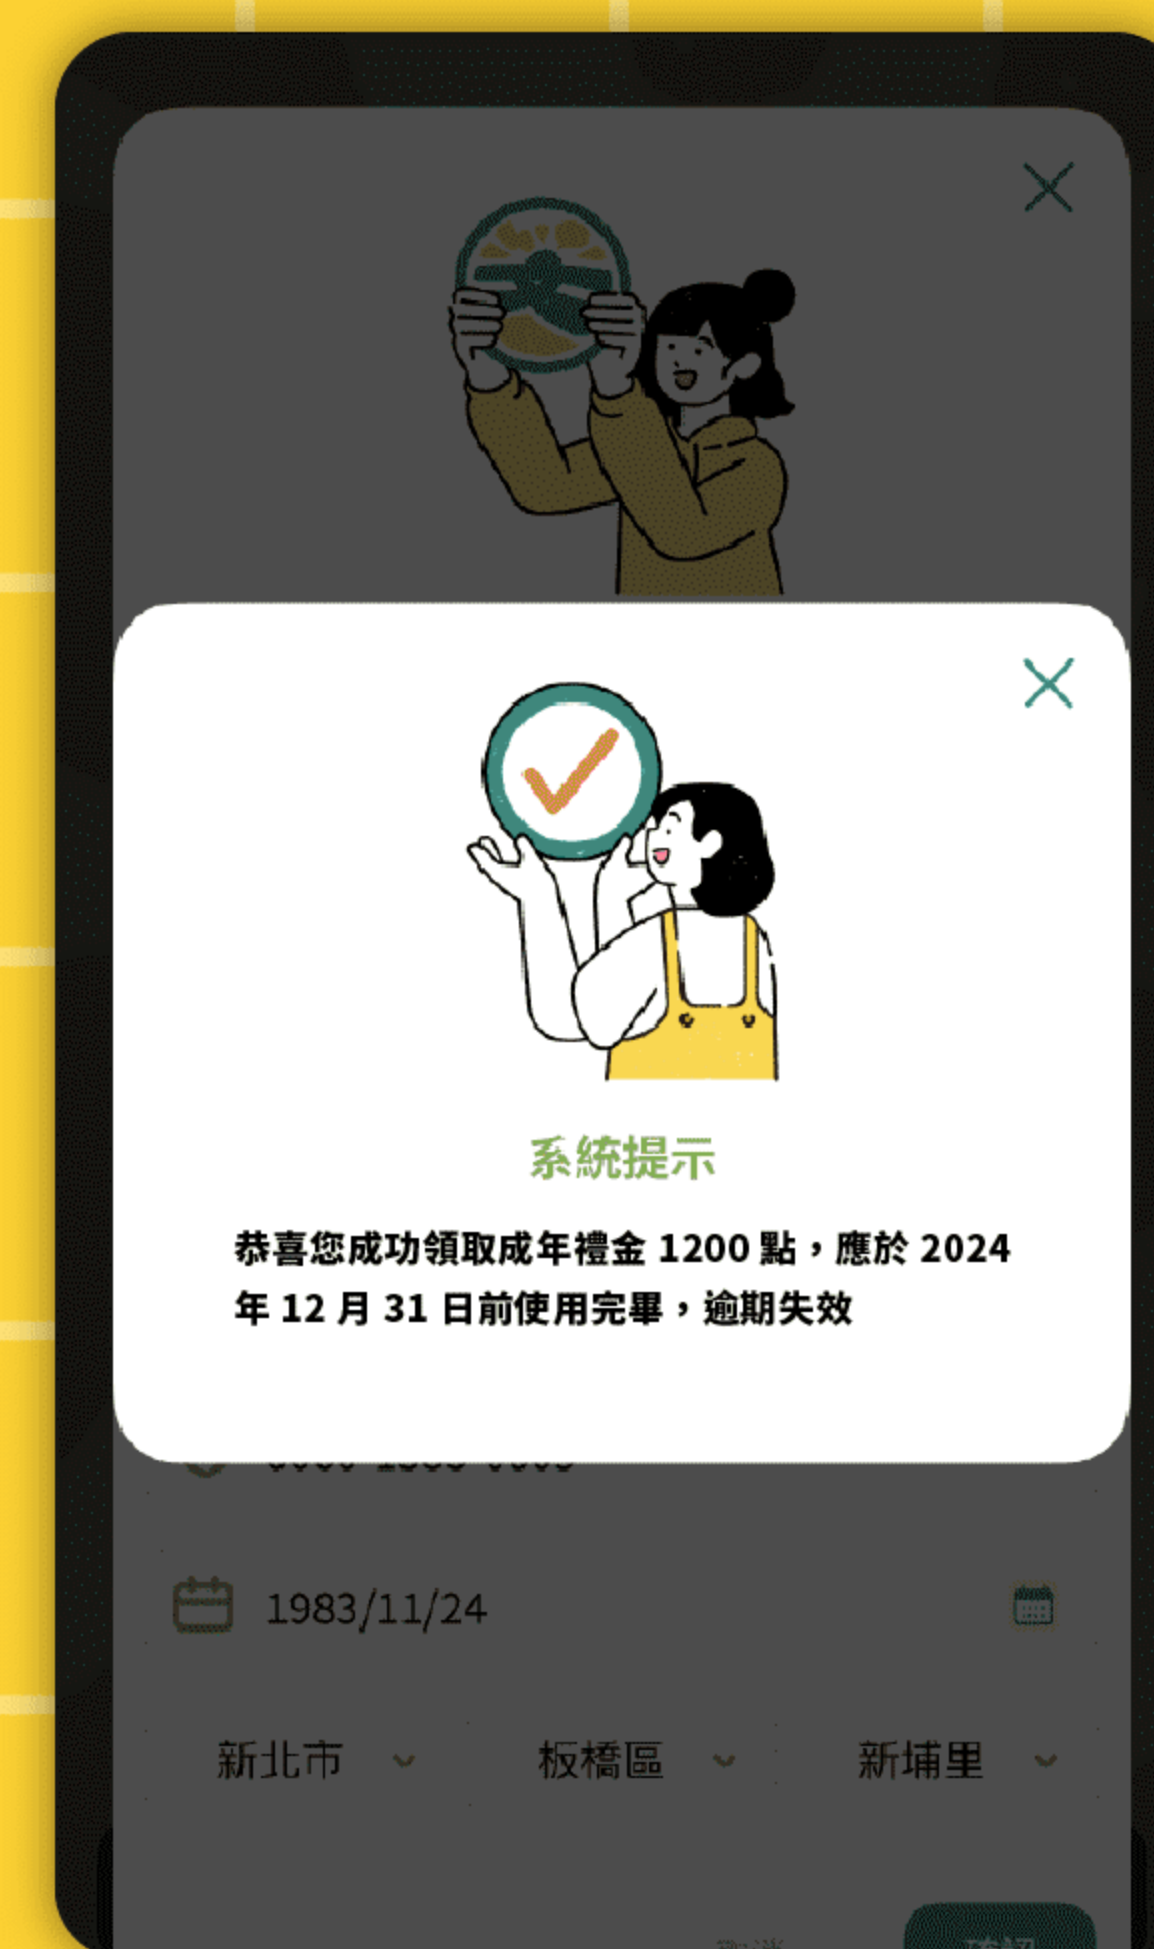 系統提示
恭喜您成功領取成年禮金 1200 點，應於 2024
年 12 月 31 日前使用完畢，逾期失效
1983/11/24
新北市 板橋區 新埔里